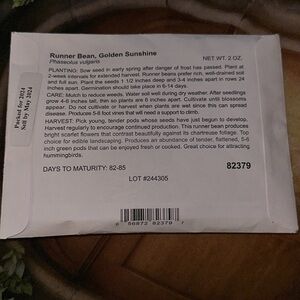 Runner Bean, Golden Sunshine
NET WT. 2 OZ.
Phaseolus vulgaris
PLANTING: Sow seed in early spring after danger of frost has passed. Plant at
2-week intervals for extended harvest. Runner beans prefer rich, well-drained soil
and full sun. Plant the seeds 1 1/2 inches deep and 3-4 inches apart in rows 24
inches apart. Germination should take place in 6-14 days.
CARE: Mulch to reduce weeds. Water soil well during dry weather. After seedlings
grow 4-6 inches tall, thin so plants are 6 inches apart. Cultivate until blossoms
appear. Do not cultivate or harvest when plants are wet since this can spread
disease. Produces 5-8 foot vines that will need a support to climb.
HARVEST: Pick young, tender pods whose seeds have just begun to develop.
Harvest regularly to encourage continued production. This runner bean produces
bright scarlet flowers that contrast beautifully against its chartreuse foliage. Top
choice for edible landscaping. Produces an abundance of tender, flattened, 5-6
inch green pods that can be enjoyed fresh or cooked. Great choice for attracting
hummingbirds.
DAYS TO MATURITY: 82-85
82379
LOT #244305
Packed for 2024
Sell by May 2024